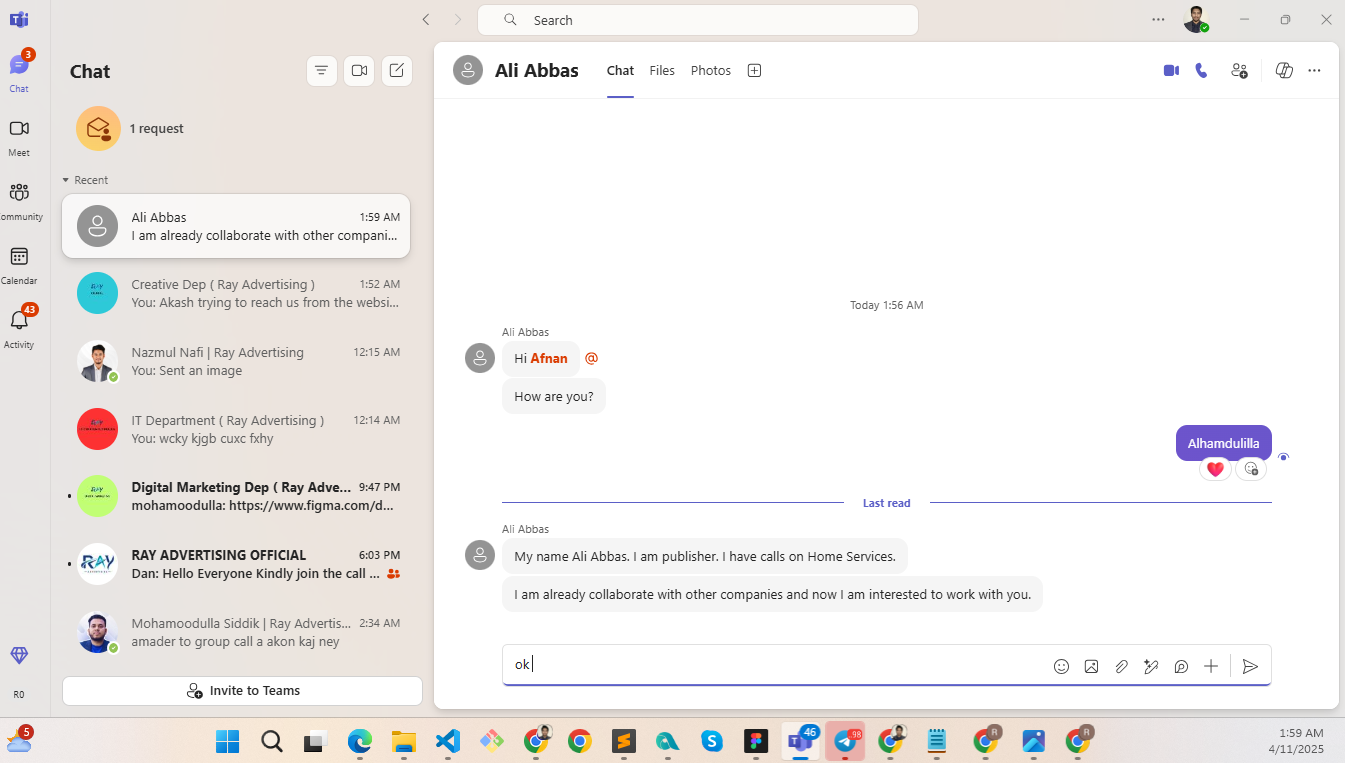 Search
3
Chat
Meet
Community
Calendar
43
Activity
R0
Chat
1 request
Recent
Ali Abbas
1:59 AM
I am already collaborate with other compani...
Creative Dep ( Ray Advertising )
1:52 AM
You: Akash trying to reach us from the websi...
Nazmul Nafi | Ray Advertising
12:15 AM
You: Sent an image
IT Department ( Ray Advertising )
12:14 AM
You: wcky kjgb cuxc fxhy
Digital Marketing Dep ( Ray Adve...
9:47 PM
mohamoodulla: https://www.figma.com/d...
RAY
RAY ADVERTISING OFFICIAL
6:03 PM
Dan: Hello Everyone Kindly join the call ...
Mohamoodulla Siddik | Ray Advertis...
2:34 AM
amader to group call a akon kaj ney
Invite to Teams
Ali Abbas
Chat
Files
Photos
Today 1:56 AM
Ali Abbas
Hi Afnan
@
How are you?
Alhamdulilla
Last read
Ali Abbas
My name Ali Abbas. I am publisher. I have calls on Home Services.
I am already collaborate with other companies and now I am interested to work with you.
ok
5
46
98
R
R
1:59 AM
4/11/2025